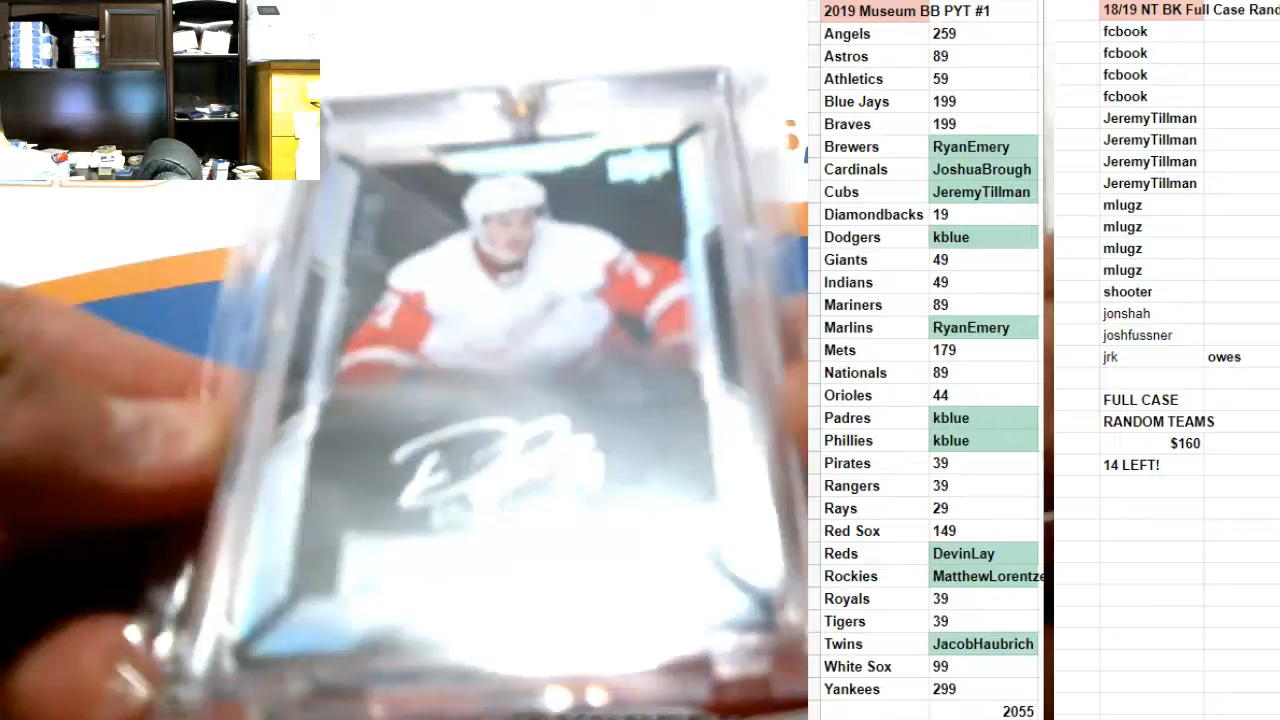 2019 Museum BB PYT #1
Angels 259
Astros 89
Athletics 59
Blue Jays 199
Braves 199
Brewers RyanEmery
Cardinals JoshuaBrough
Cubs JeremyTillman
Diamondbacks 19
Dodgers kblue
Giants 49
Indians 49
Mariners 89
Marlins RyanEmery
Mets 179
Nationals 89
Orioles 44
Padres kblue
Phillies kblue
Pirates 39
Rangers 39
Rays 29
Red Sox 149
Reds DevinLay
Rockies MatthewLorentze
Royals 39
Tigers 39
Twins JacobHaubrich
White Sox 99
Yankees 299
2055
18/19 NT BK Full Case Rand
fcbook
fcbook
fcbook
fcbook
JeremyTillman
JeremyTillman
JeremyTillman
JeremyTillman
mlugz
mlugz
mlugz
mlugz
shooter
jonshah
joshfussner
jrk owes
FULL CASE
RANDOM TEAMS
$160
14 LEFT!